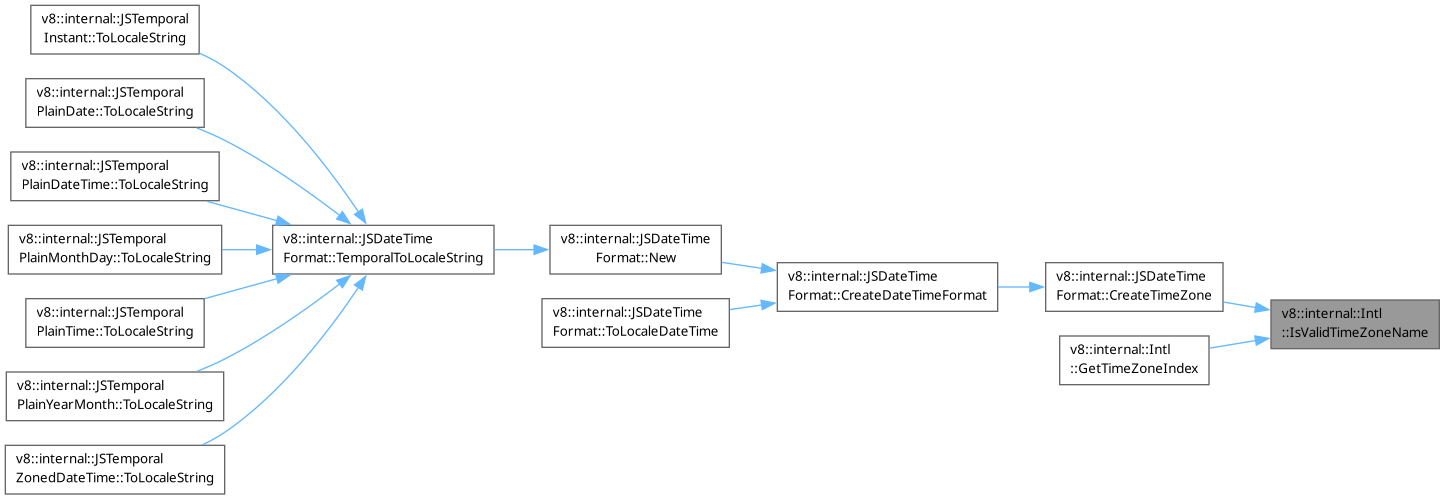 v8::internal::JSTemporal
Instant::ToLocaleString
v8::internal::JSTemporal
PlainDate::ToLocaleString
v8::internal::JSTemporal
PlainDateTime::ToLocaleString
v8::internal::JSTemporal
PlainMonthDay::ToLocaleString
v8::internal::JSTemporal
PlainTime::ToLocaleString
v8::internal::JSTemporal
PlainYearMonth::ToLocaleString
v8::internal::JSTemporal
ZonedDateTime::ToLocaleString
v8::internal::JSDateTime
Format::TemporalToLocaleString
v8::internal::JSDateTime
Format::New
v8::internal::JSDateTime
Format::ToLocaleDateTime
v8::internal::JSDateTime
Format::CreateDateTimeFormat
v8::internal::JSDateTime
Format::CreateTimeZone
v8::internal::Intl
::GetTimeZoneIndex
v8::internal::Intl
::IsValidTimeZoneName